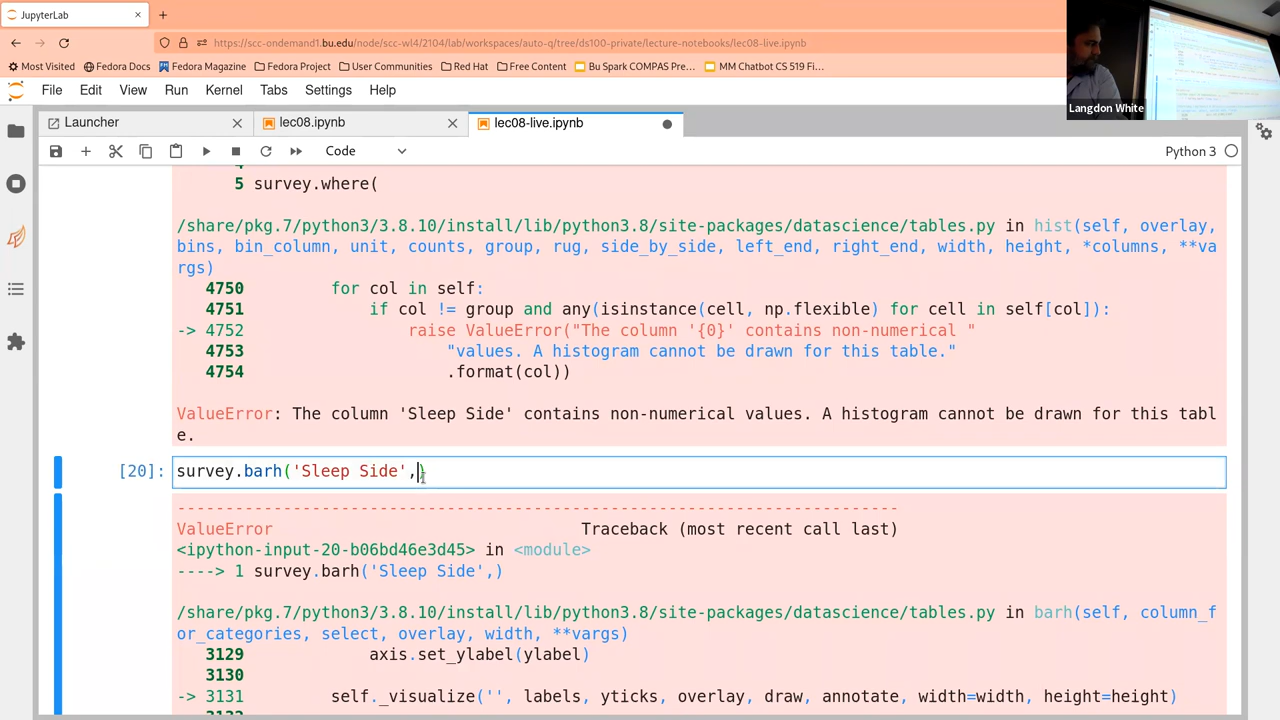 JupyterLab
https://scc-ondemand1.bu.edu/node/scc-wl4/2104/lab/workspaces/auto-q/tree/ds100-private/lecture-notebooks/lec08-live.ipynb
Most Visited Fedora Docs Fedora Magazine Fedora Project User Communities Red Hat Free Content Bu Spark COMPAS Pre... MM Chatbot CS 519 Fi...
Langdon White
File Edit View Run Kernel Tabs Settings Help
Launcher lec08.ipynb lec08-live.ipynb
Code Python 3
5 survey.where(
/share/pkg.7/python3/3.8.10/install/lib/python3.8/site-packages/datascience/tables.py in hist(self, overlay,
bins, bin_column, unit, counts, group, rug, side_by_side, left_end, right_end, width, height, *columns, **va
rgs)
4750 for col in self:
4751 if col != group and any(isinstance(cell, np.flexible) for cell in self[col]):
-> 4752 raise ValueError("The column '{0}' contains non-numerical "
4753 "values. A histogram cannot be drawn for this table."
4754 .format(col))
ValueError: The column 'Sleep Side' contains non-numerical values. A histogram cannot be drawn for this tabl
e.
[20]: survey.barh('Sleep Side',)
---------------------------------------------------------------------------
ValueError Traceback (most recent call last)
<ipython-input-20-b06bd46e3d45> in <module>
----> 1 survey.barh('Sleep Side',)
/share/pkg.7/python3/3.8.10/install/lib/python3.8/site-packages/datascience/tables.py in barh(self, column_f
or_categories, select, overlay, width, **vargs)
3129 axis.set_ylabel(ylabel)
3130
-> 3131 self._visualize('', labels, yticks, overlay, draw, annotate, width=width, height=height)